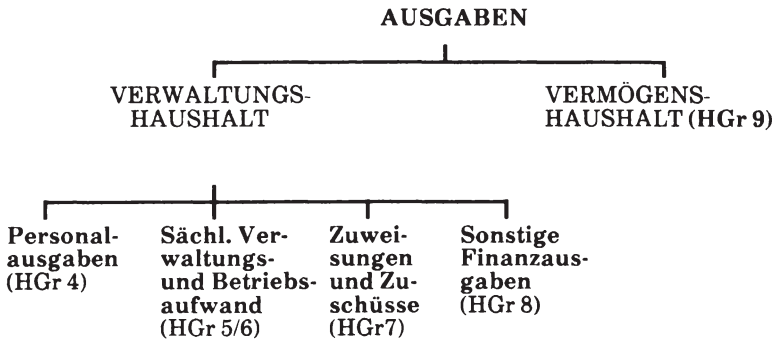 AUSGABEN
VERWALTUNGS-
HAUSHALT
VERMÖGENS-
HAUSHALT (HGr 9)
Personal-
ausgaben
(HGr 4)
Sächl. Ver-
waltungs-
und Betriebs-
aufwand
(HGr 5/6)
Zuwei-
sungen
und Zu-
schüsse
(HGr7)
Sonstige
Finanzaus-
gaben
(HGr 8)